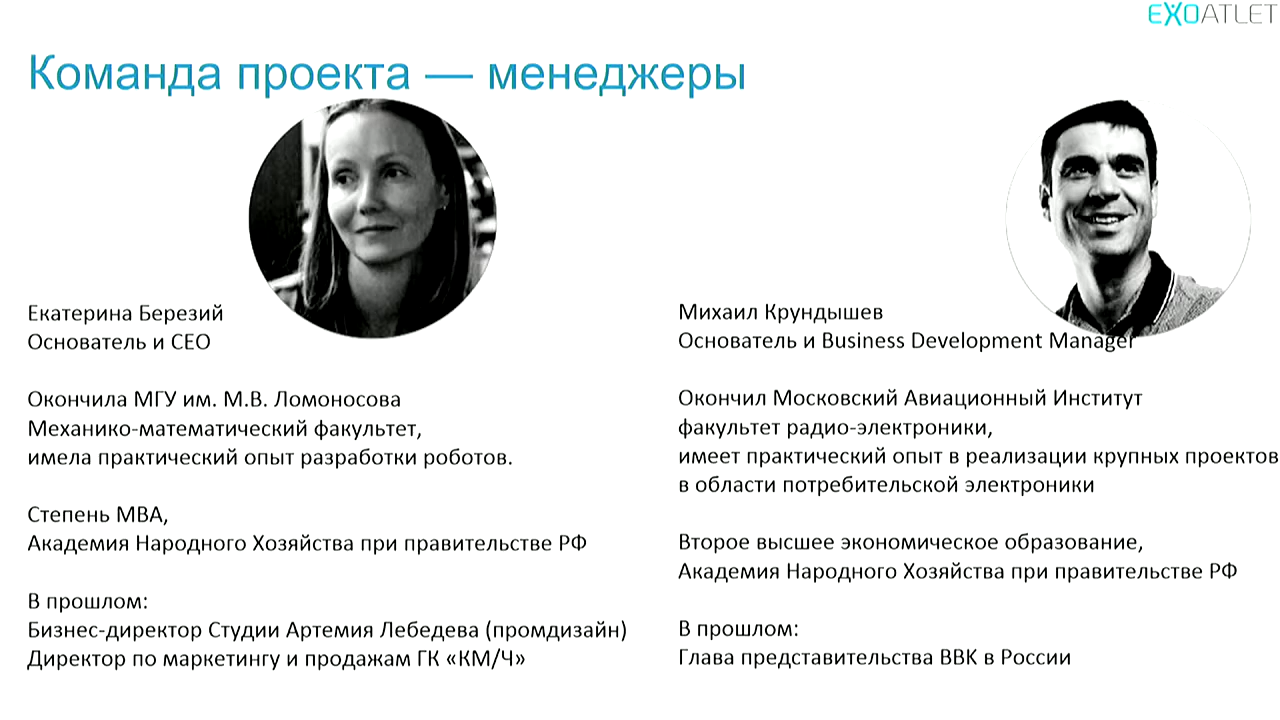 EXOATLET
Команда проекта — менеджеры
Екатерина Березий
Основатель и CEO
Окончила МГУ им. М.В. Ломоносова
Механико-математический факультет,
имела практический опыт разработки роботов.
Степень MBA,
Академия Народного Хозяйства при правительстве РФ
В прошлом:
Бизнес-директор Студии Артемия Лебедева (промдизайн)
Директор по маркетингу и продажам ГК «КМ/Ч»
Михаил Крундышев
Основатель и Business Development Manager
Окончил Московский Авиационный Институт
факультет радио-электроники,
имеет практический опыт в реализации крупных проектов
в области потребительской электроники
Второе высшее экономическое образование,
Академия Народного Хозяйства при правительстве РФ
В прошлом:
Глава представительства BBK в России